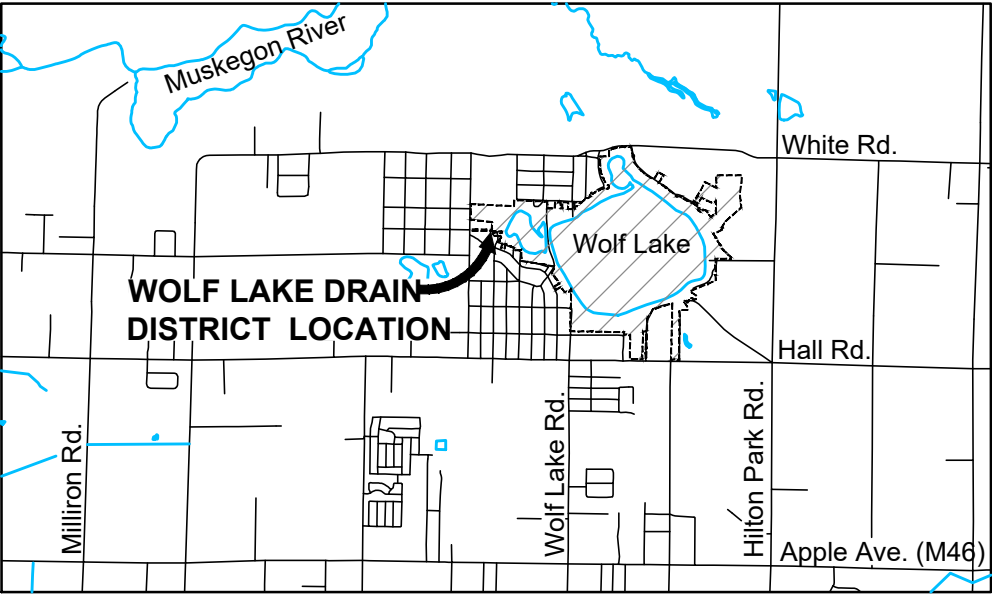 Muskegon River
White Rd.
Wolf Lake
WOLF LAKE DRAIN
DISTRICT LOCATION
Hall Rd.
Milliron Rd.
Wolf Lake Rd.
Hilton Park Rd.
Apple Ave. (M46)